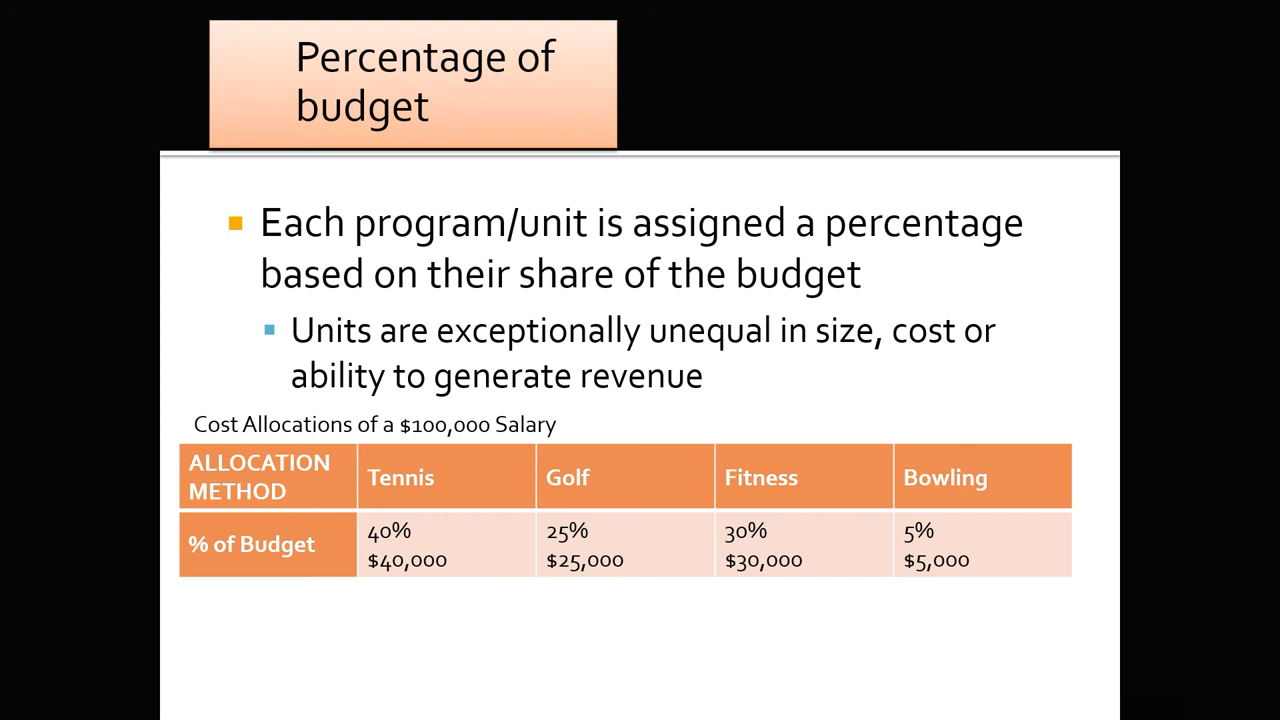 Percentage of
budget
Each program/unit is assigned a percentage
based on their share of the budget
Units are exceptionally unequal in size, cost or
ability to generate revenue
Cost Allocations of a $100,000 Salary
ALLOCATION
METHOD
Tennis
Golf
Fitness
Bowling
% of Budget
40%
$40,000
25%
$25,000
30%
$30,000
5%
$5,000